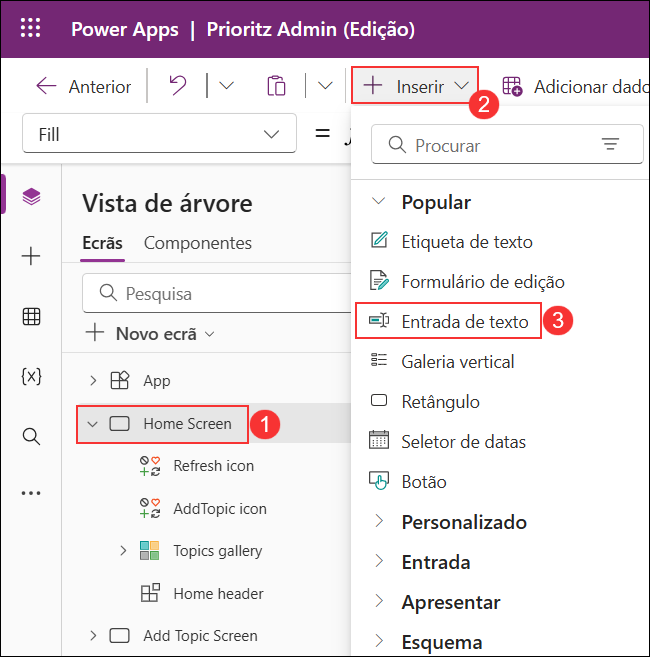 Power Apps | Prioritz Admin (Edição)
Anterior
Inserir
2
Adicionar dado
Fill
=
Procurar
Vista de árvore
Ecrãs Componentes
Pesquisa
Novo ecrã
App
Home Screen
1
Refresh icon
AddTopic icon
Topics gallery
Home header
Add Topic Screen
Popular
Etiqueta de texto
Formulário de edição
Entrada de texto
3
Galeria vertical
Retângulo
Seletor de datas
Botão
Personalizado
Entrada
Apresentar
Esquema